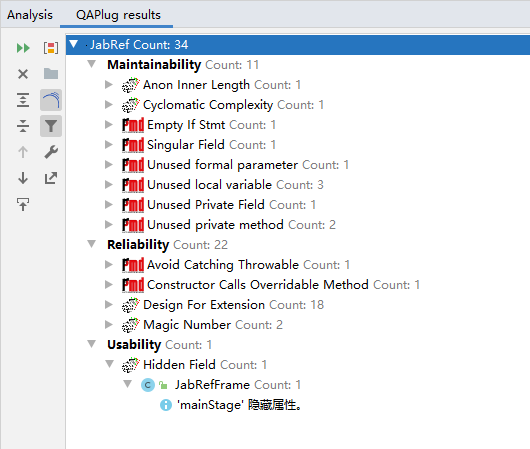 Analysis QAPlug results
JabRef Count: 34
Maintainability Count: 11
Anon Inner Length Count: 1
Cyclomatic Complexity Count: 1
pmd Empty If Stmt Count: 1
pmd Singular Field Count: 1
pmd Unused formal parameter Count: 1
pmd Unused local variable Count: 3
pmd Unused Private Field Count: 1
pmd Unused private method Count: 2
Reliability Count: 22
pmd Avoid Catching Throwable Count: 1
pmd Constructor Calls Overridable Method Count: 1
Design For Extension Count: 18
Magic Number Count: 2
Usability Count: 1
Hidden Field Count: 1
C JabRefFrame Count: 1
'mainStage' 隐藏属性。